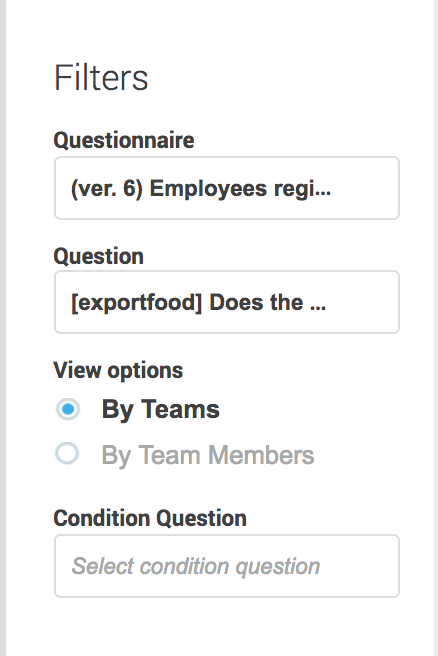 Filters
Questionnaire
(ver. 6) Employees regi...
Question
[exportfood] Does the ...
View options
By Teams
By Team Members
Condition Question
Select condition question